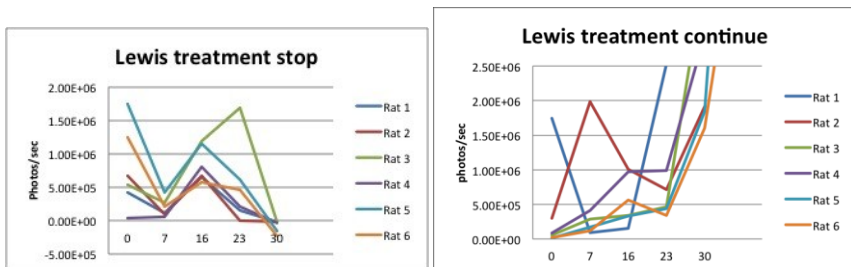 Lewis treatment stop
2.00E+06
1.50E+06
1.00E+06
5.00E+05
0.00E+00
-5.00E+05
Photos/sec
0 7 16 23 30
Rat 1
Rat 2
Rat 3
Rat 4
Rat 5
Rat 6
Lewis treatment continue
2.50E+06
2.00E+06
1.50E+06
1.00E+06
5.00E+05
0.00E+00
photos/sec
0 7 16 23 30
Rat 1
Rat 2
Rat 3
Rat 4
Rat 5
Rat 6